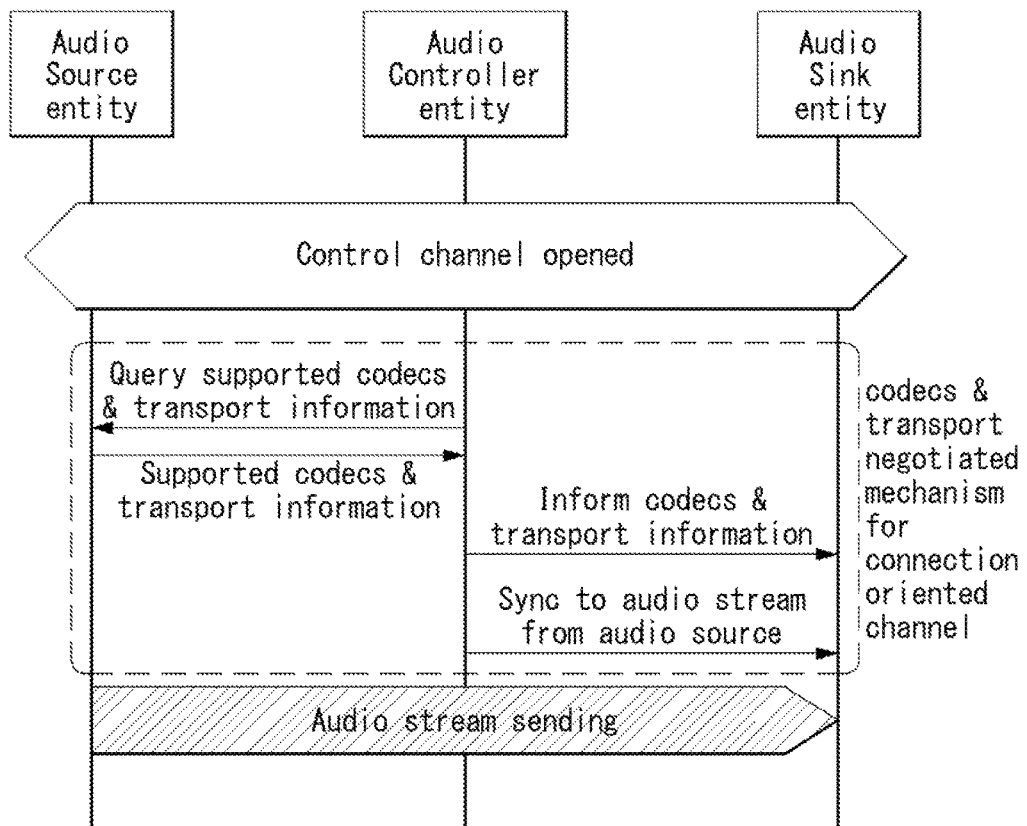 Audio
Source
entity
Audio
Controller
entity
Audio
Sink
entity
Control channel opened
Query supported codecs
& transport information
Supported codecs &
transport information
Inform codecs &
transport information
Sync to audio stream
from audio source
codecs &
transport
negotiated
mechanism
for
connection
oriented
channel
Audio stream sending